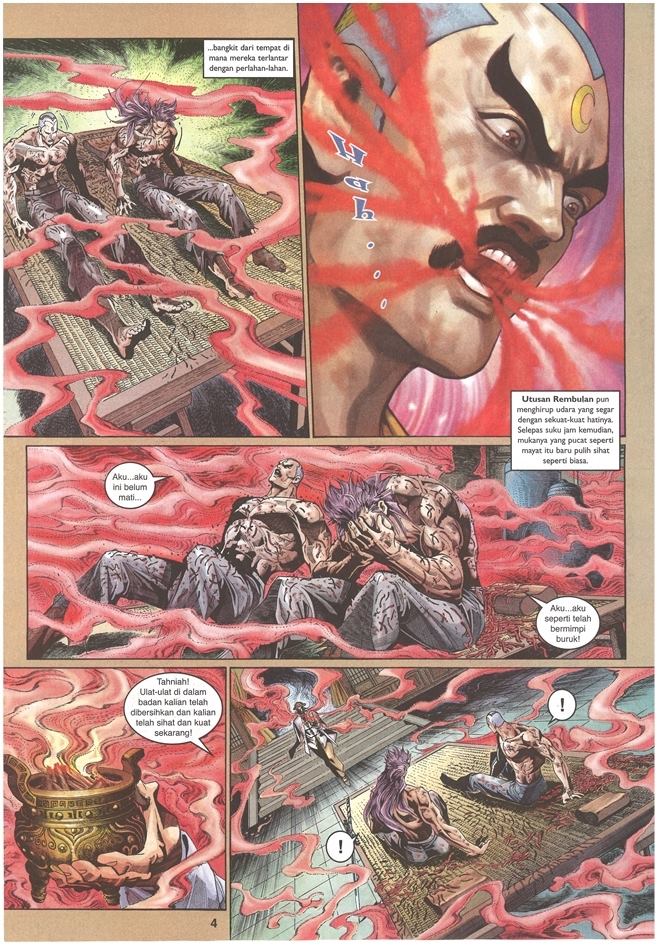 ...bangkit dari tempat di
mana mereka terlantar
dengan perlahan-lahan.
Hah...
Utusan Rembulan pun
menghirup udara yang segar
dengan sekuat-kuat hatinya.
Selepas suku jam kemudian,
mukanya yang pucat seperti
mayat itu baru pulih sihat
seperti biasa.
Aku...aku
ini belum
mati...
Aku...aku
seperti telah
bermimpi
buruk!
Tahniah!
Ulat-ulat di dalam
badan kalian telah
dibersihkan dan kalian
telah sihat dan kuat
sekarang!
!
!
4